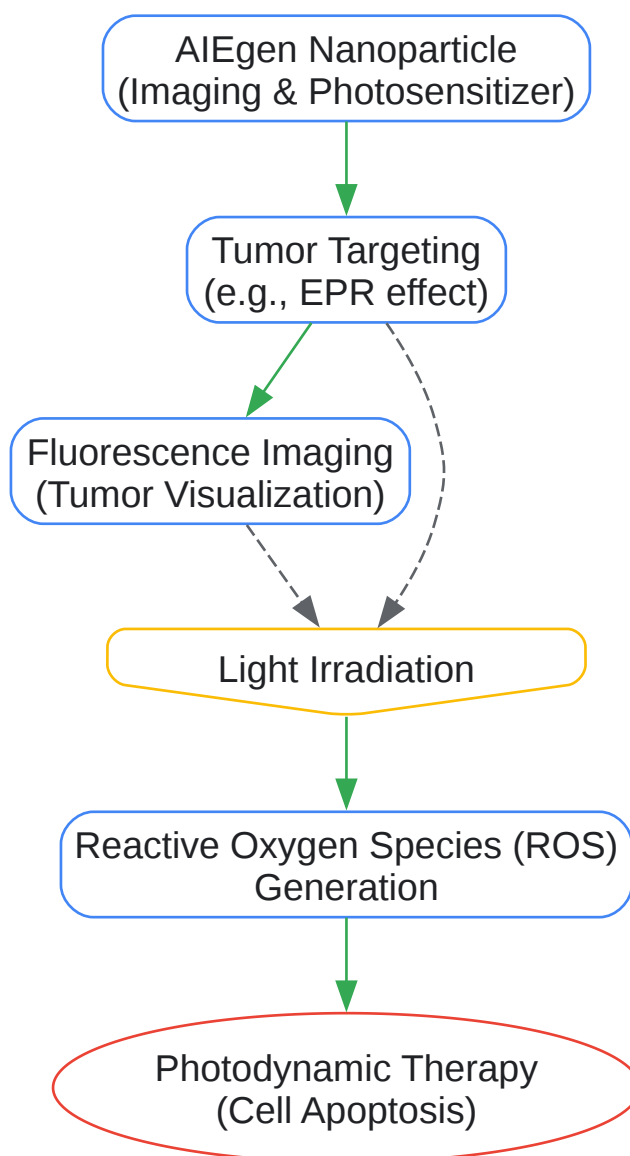 AIEgen Nanoparticle
(Imaging & Photosensitizer)
Tumor Targeting
(e.g., EPR effect)
Fluorescence Imaging
(Tumor Visualization)
Light Irradiation
Reactive Oxygen Species (ROS)
Generation
Photodynamic Therapy
(Cell Apoptosis)